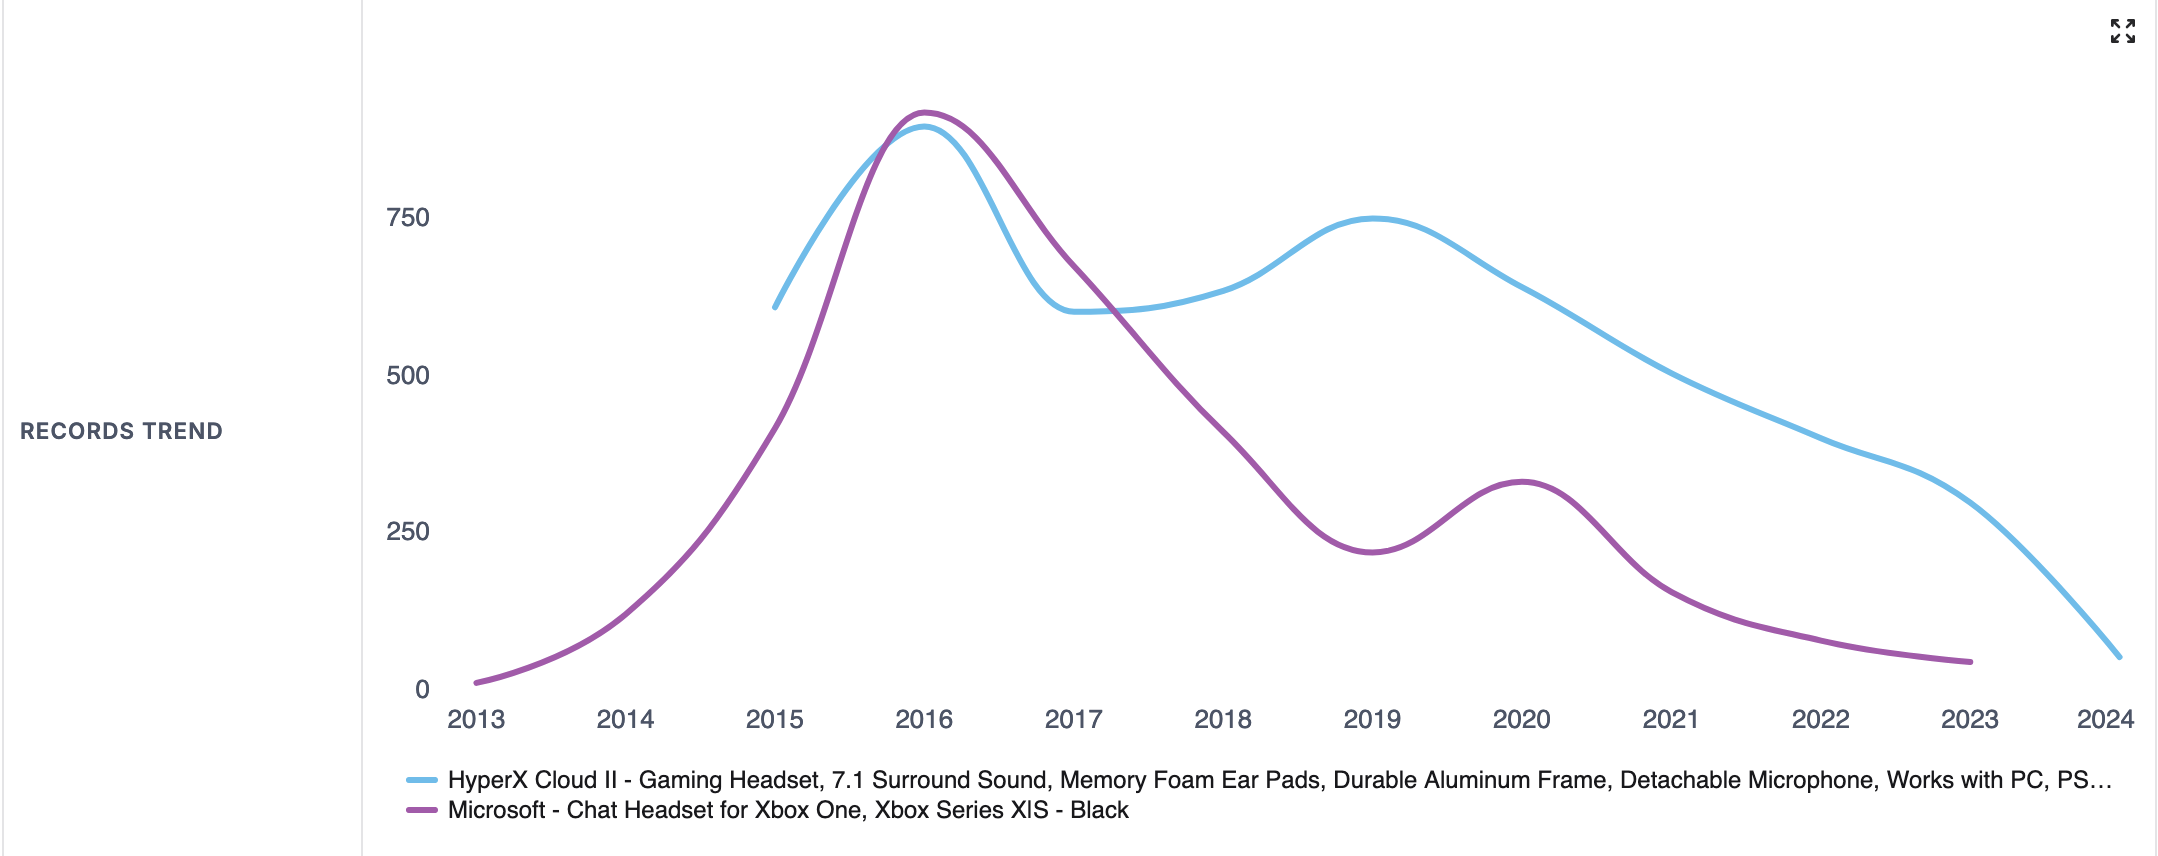 750
500
RECORDS TREND
250
0
2013 2014 2015 2016 2017 2018 2019 2020 2021 2022 2023 2024
HyperX Cloud II - Gaming Headset, 7.1 Surround Sound, Memory Foam Ear Pads, Durable Aluminum Frame, Detachable Microphone, Works with PC, PS...
Microsoft - Chat Headset for Xbox One, Xbox Series X|S - Black